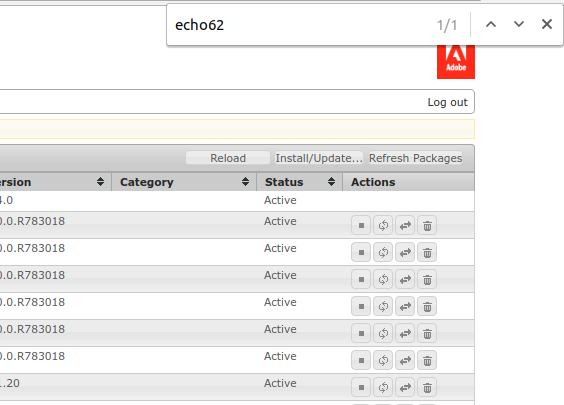 echo62 1/1
Adobe
Log out
Reload Install/Update... Refresh Packages
ersion Category Status Actions
4.0 Active
0.0.R783018 Active
0.0.R783018 Active
0.0.R783018 Active
0.0.R783018 Active
0.0.R783018 Active
0.0.R783018 Active
1.20 Active